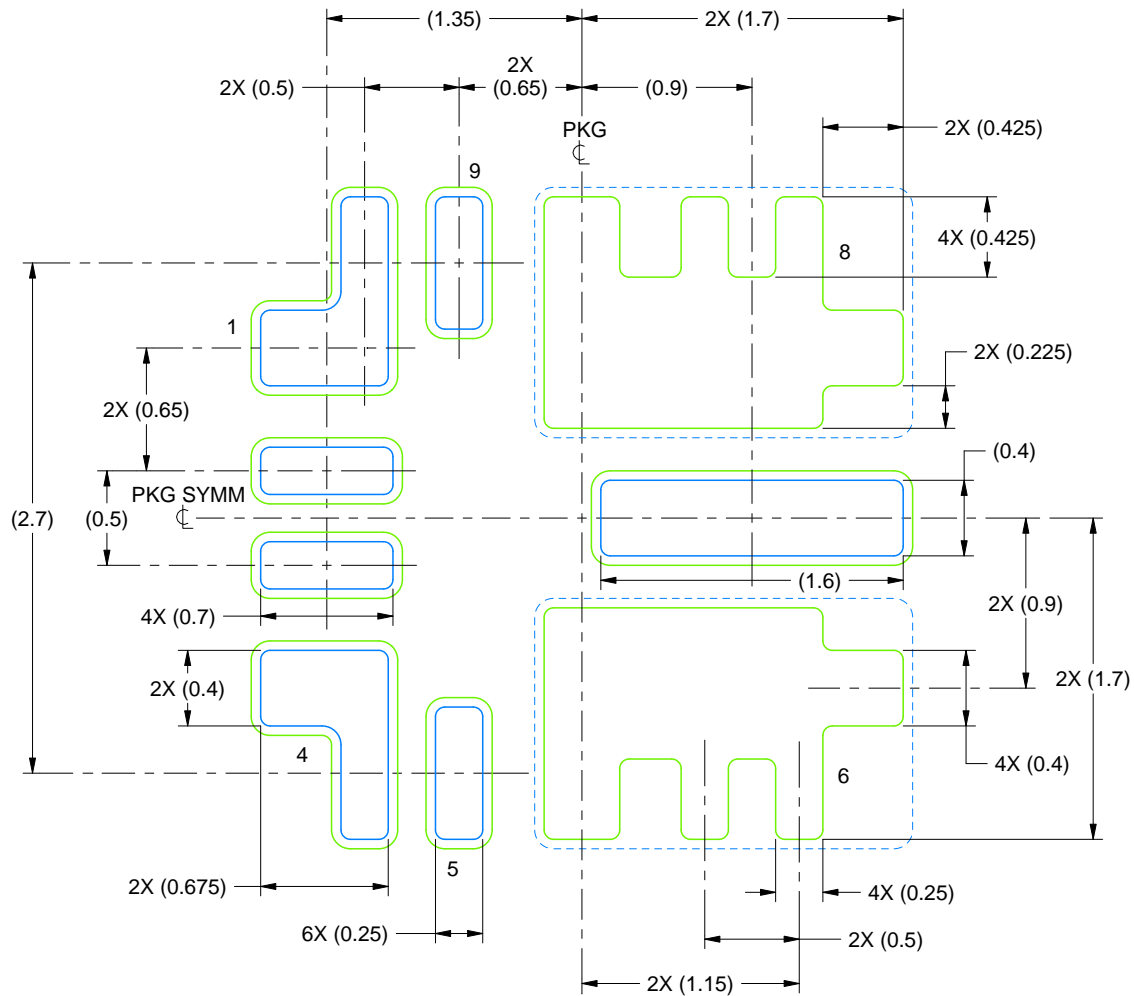 (1.35)
2X (1.7)
2X
(0.65)
2X (0.5)
(0.9)
PKG
℄
2X (0.425)
9
8
4X (0.425)
1
2X (0.225)
2X (0.65)
(0.4)
PKG SYMM
℄
(2.7)
(0.5)
(1.6)
4X (0.7)
2X (0.9)
2X (0.4)
2X (1.7)
4
6
4X (0.4)
5
2X (0.675)
4X (0.25)
6X (0.25)
2X (0.5)
2X (1.15)